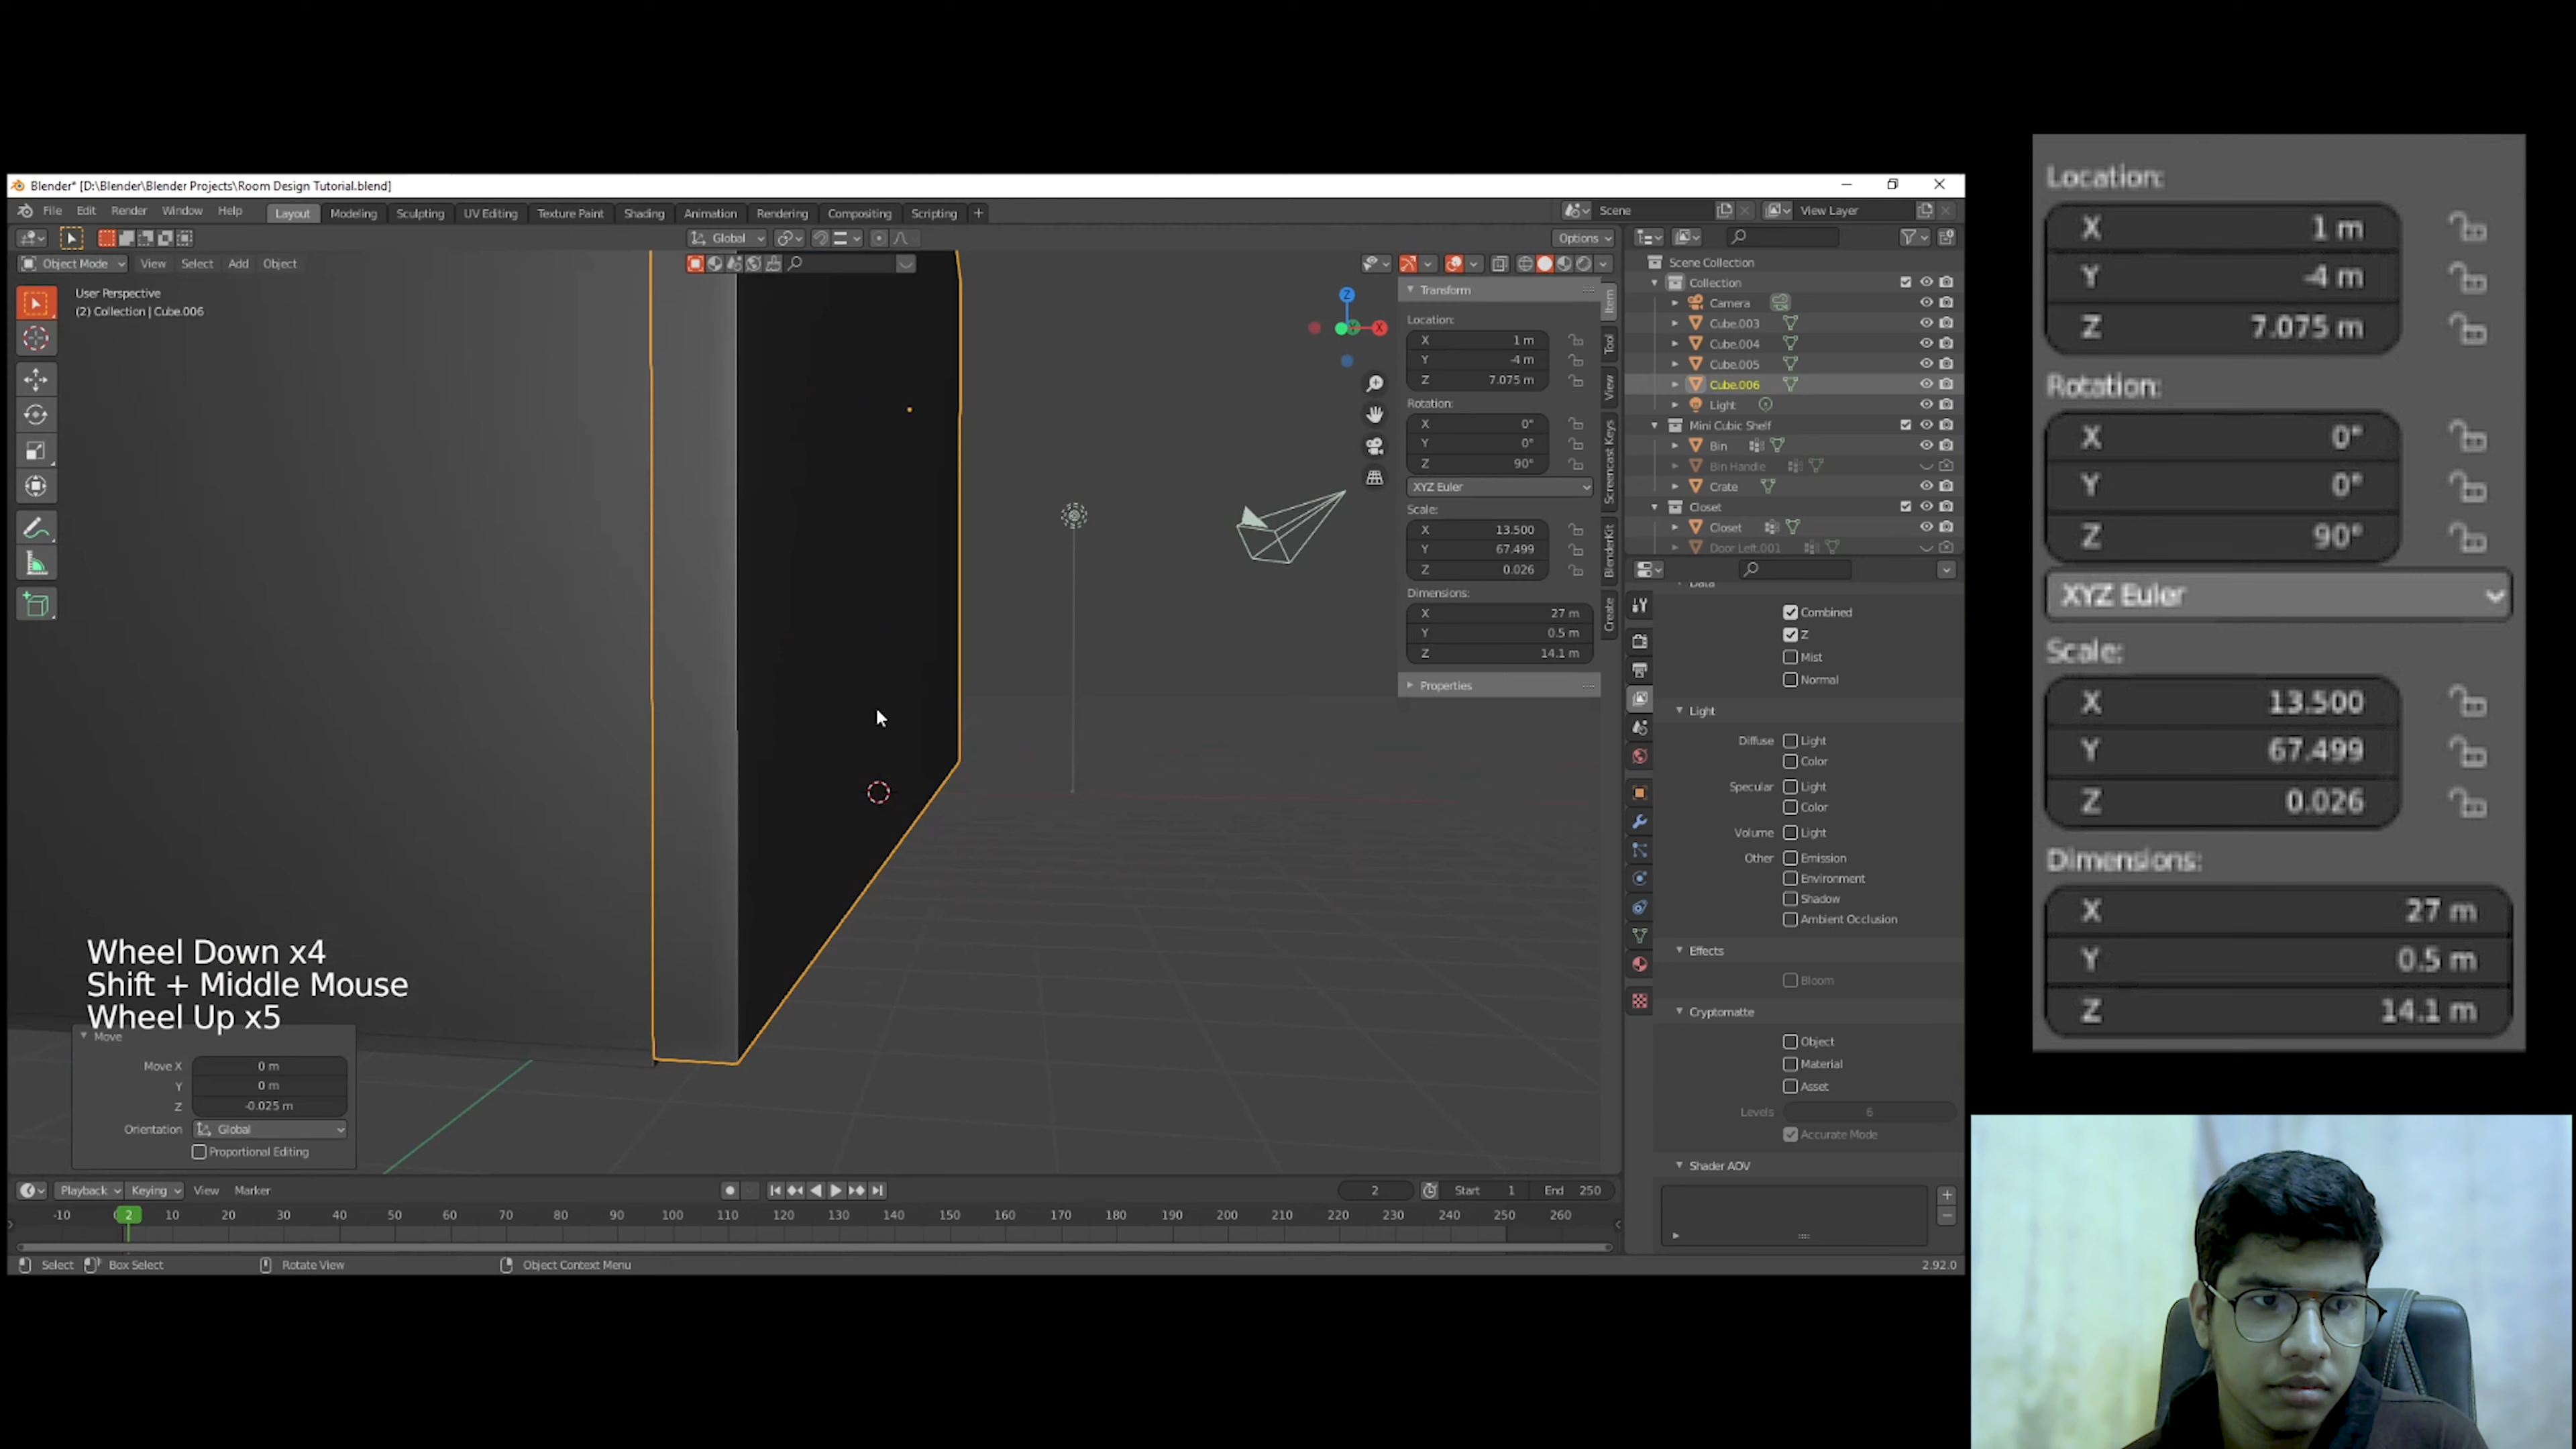 Blender* [D:\Blender\Blender Projects\Room Design Tutorial.blend]
File Edit Render Window Help
Layout Modeling Sculpting UV Editing Texture Paint Shading Animation Rendering Compositing Scripting +
Scene
View Layer
Global
Options
Object Mode View Select Add Object
User Perspective
(2) Collection | Cube.006
Z
X
Transform
Location:
X 1 m
Y -4 m
Z 7.075 m
Rotation:
X 0°
Y 0°
Z 90°
XYZ Euler
Scale:
X 13.500
Y 67.499
Z 0.026
Dimensions:
X 27 m
Y 0.5 m
Z 14.1 m
Properties
Item
Tool
View
Screencast Keys
BlenderKit
Create
Scene Collection
Collection
Camera
Cube.003
Cube.004
Cube.005
Cube.006
Light
Mini Cubic Shelf
Bin
Bin Handle
Crate
Closet
Closet
Door Left.001
Data
Combined
Z
Mist
Normal
Light
Diffuse Light
Color
Specular Light
Color
Volume Light
Other Emission
Environment
Shadow
Ambient Occlusion
Effects
Bloom
Cryptomatte
Object
Material
Asset
Levels 6
Accurate Mode
Shader AOV
Wheel Down x4
Shift + Middle Mouse
Wheel Up x5
Move
Move X 0 m
Y 0 m
Z -0.025 m
Orientation Global
Proportional Editing
Playback Keying View Marker
2
Start 1
End 250
-10 2 10 20 30 40 50 60 70 80 90 100 110 120 130 140 150 160 170 180 190 200 210 220 230 240 250 260
Select Box Select Rotate View Object Context Menu
2.92.0
Location:
X 1 m
Y -4 m
Z 7.075 m
Rotation:
X 0°
Y 0°
Z 90°
XYZ Euler
Scale:
X 13.500
Y 67.499
Z 0.026
Dimensions:
X 27 m
Y 0.5 m
Z 14.1 m